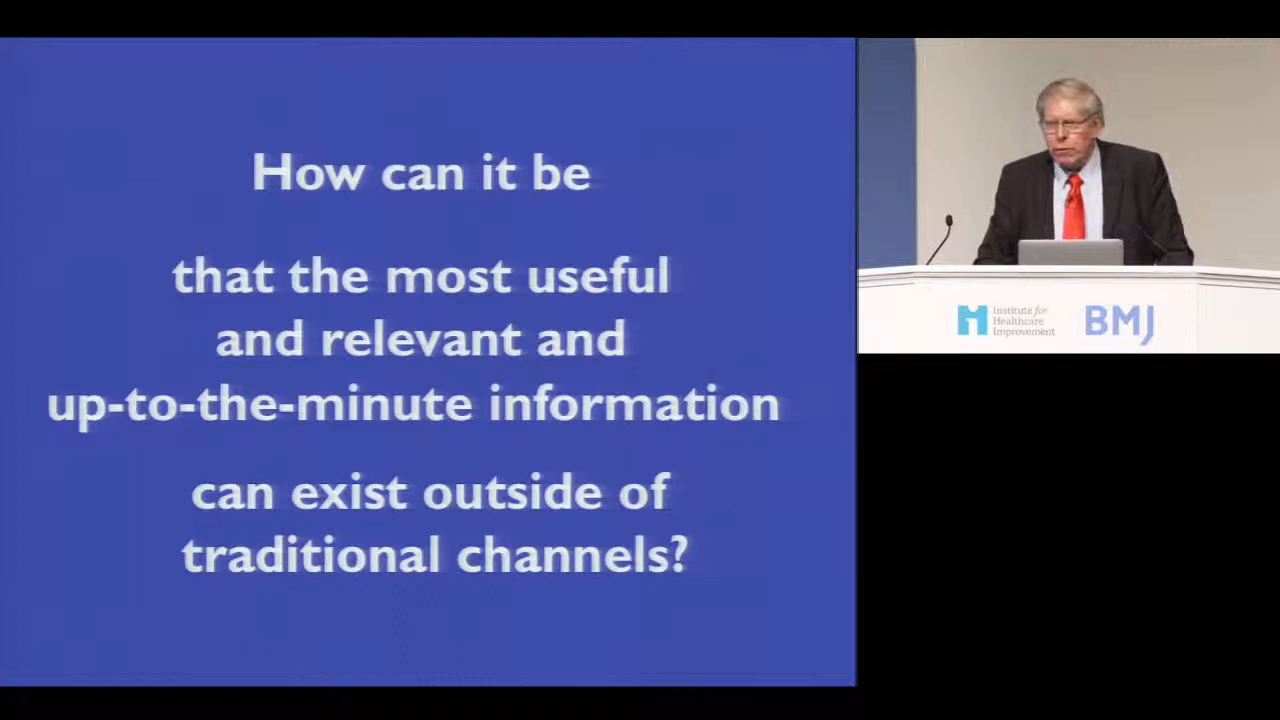 How can it be
that the most useful
and relevant and
up-to-the-minute information
can exist outside of
traditional channels?
Institute for
Healthcare
Improvement
BMJ